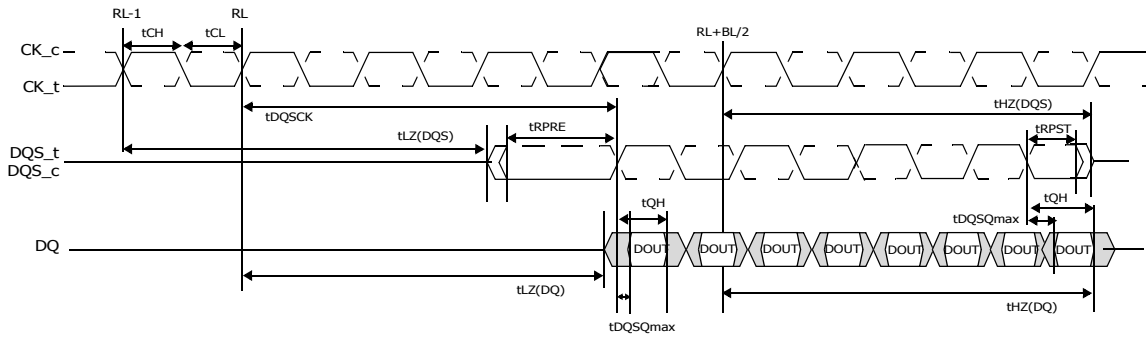 RL-1
RL
tCH
tCL
RL+BL/2
CK_c
CK_t
tDQSCK
tHZ(DQS)
tLZ(DQS)
tRPRE
tRPST
DQS_t
DQS_c
tQH
tQH
tDQSQmax
DQ
DOUT DOUT DOUT DOUT DOUT DOUT DOUT DOUT
tLZ(DQ)
tHZ(DQ)
tDQSQmax